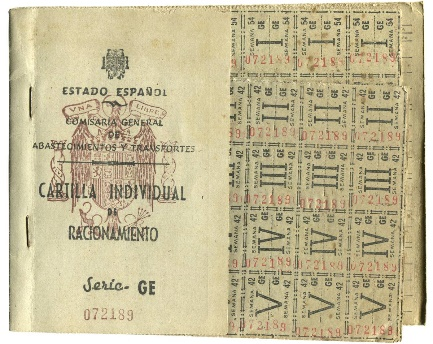 ESTADO ESPAÑOL
VNA LIBRE
COMISARIA GENERAL
DE
ABASTECIMIENTOS Y TRANSPORTES
CARTILLA INDIVIDUAL
DE
RACIONAMIENTO
Serie- GE
072189
SEMANA 54 GE I SEMANA 54 GE I SEMANA 54 GE I
072189 072189 072189
SEMANA 42 GE II SEMANA 42 GE II SEMANA 42 GE II
072189 072189 072189
SEMANA 42 GE III SEMANA 42 GE III SEMANA 42 GE III
072189 072189 072189
SEMANA 42 GE IV SEMANA 42 GE IV SEMANA 42 GE IV
072189 072189 072189
SEMANA 42 GE V SEMANA 42 GE V SEMANA 42 GE V
072189 072189 072189